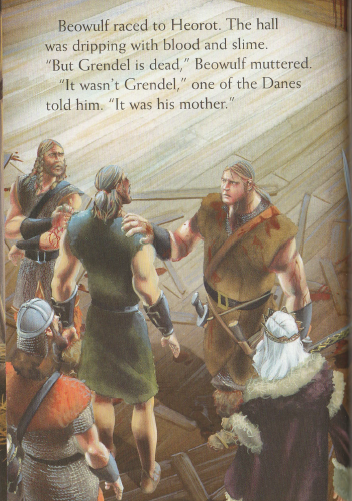 Beowulf raced to Heorot. The hall
was dripping with blood and slime.
“But Grendel is dead,” Beowulf muttered.
“It wasn’t Grendel,” one of the Danes
told him. “It was his mother.”